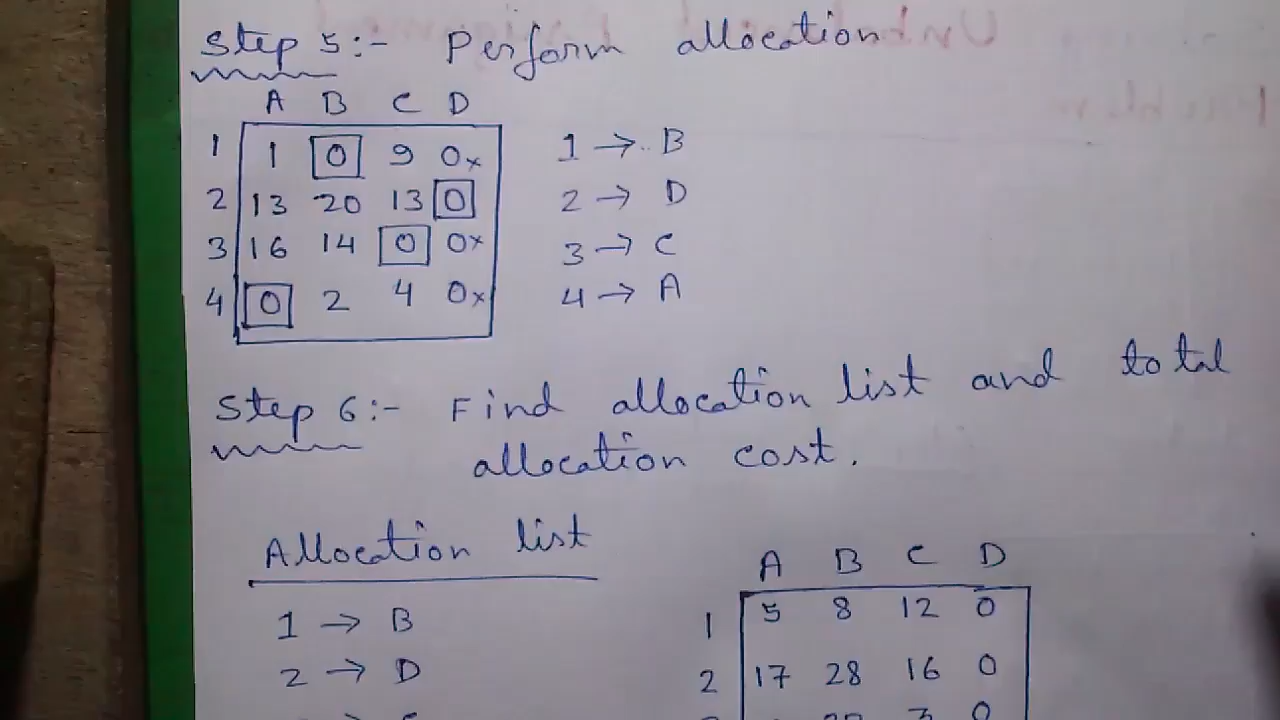 Step 5:- Perform allocation
A B C D
1 1 0 9 0x 1 → B
2 13 20 13 0 2 → D
3 16 14 0 0x 3 → C
4 0 2 4 0x 4 → A
Step 6:- Find allocation list and total
allocation cost.
Allocation list
A B C D
1 → B 1 5 8 12 0
2 → D 2 17 28 16 0
3 0